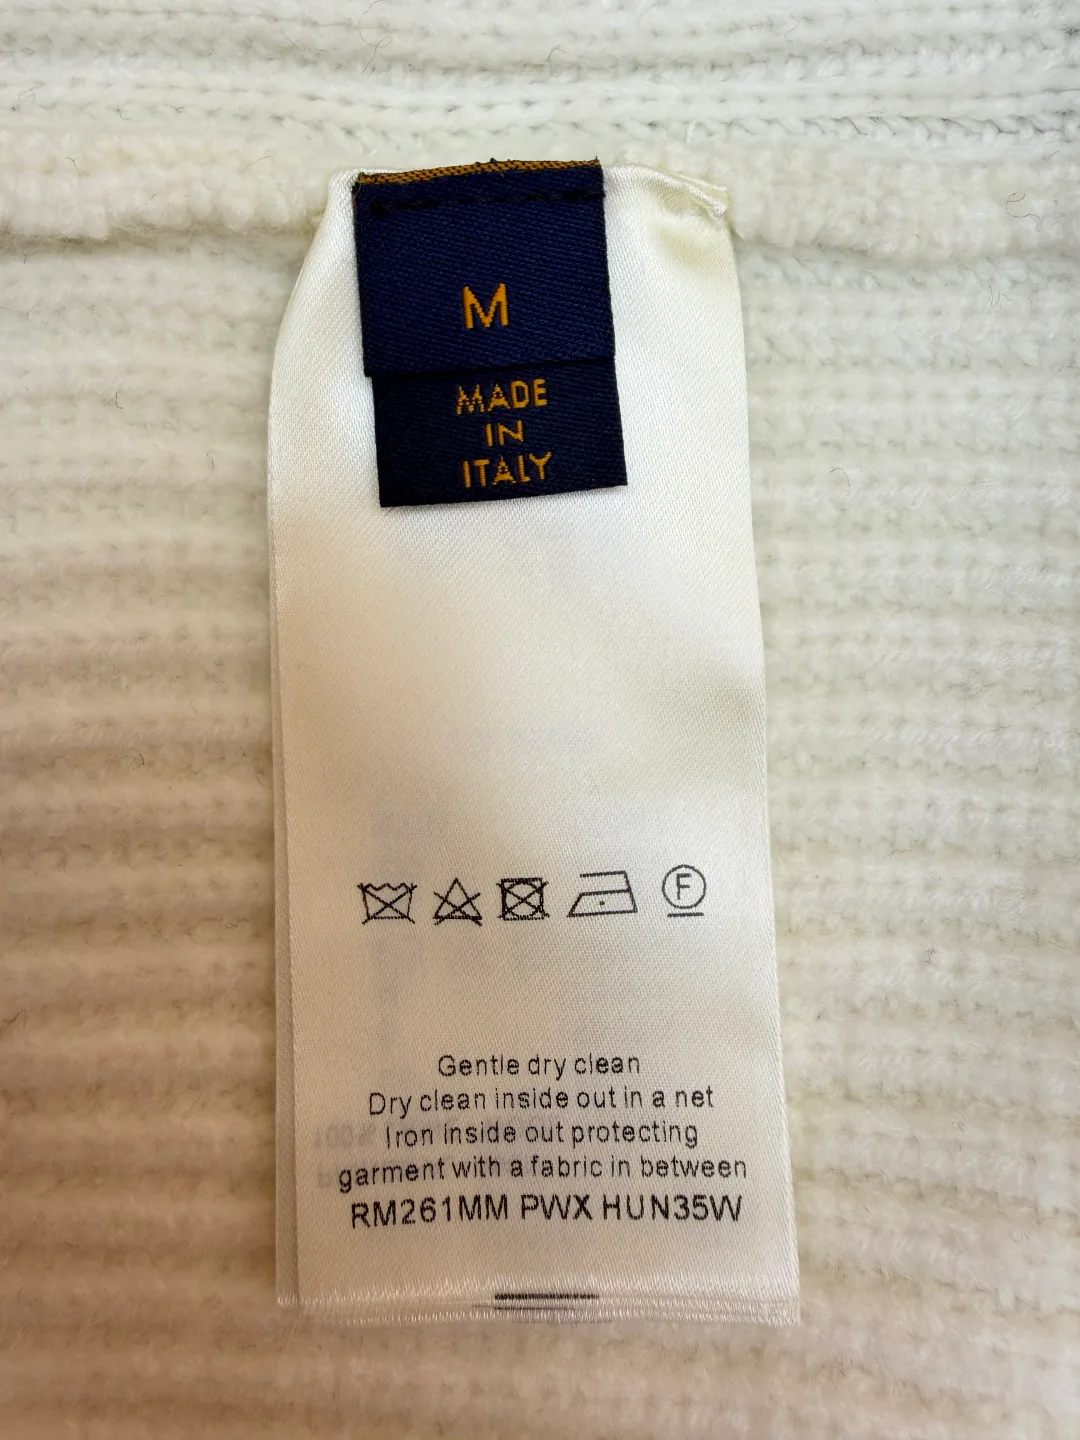 M
MADE
IN
ITALY
F
Gentle dry clean
Dry clean inside out in a net
Iron inside out protecting
garment with a fabric in between
RM261MM PWX HUN35W